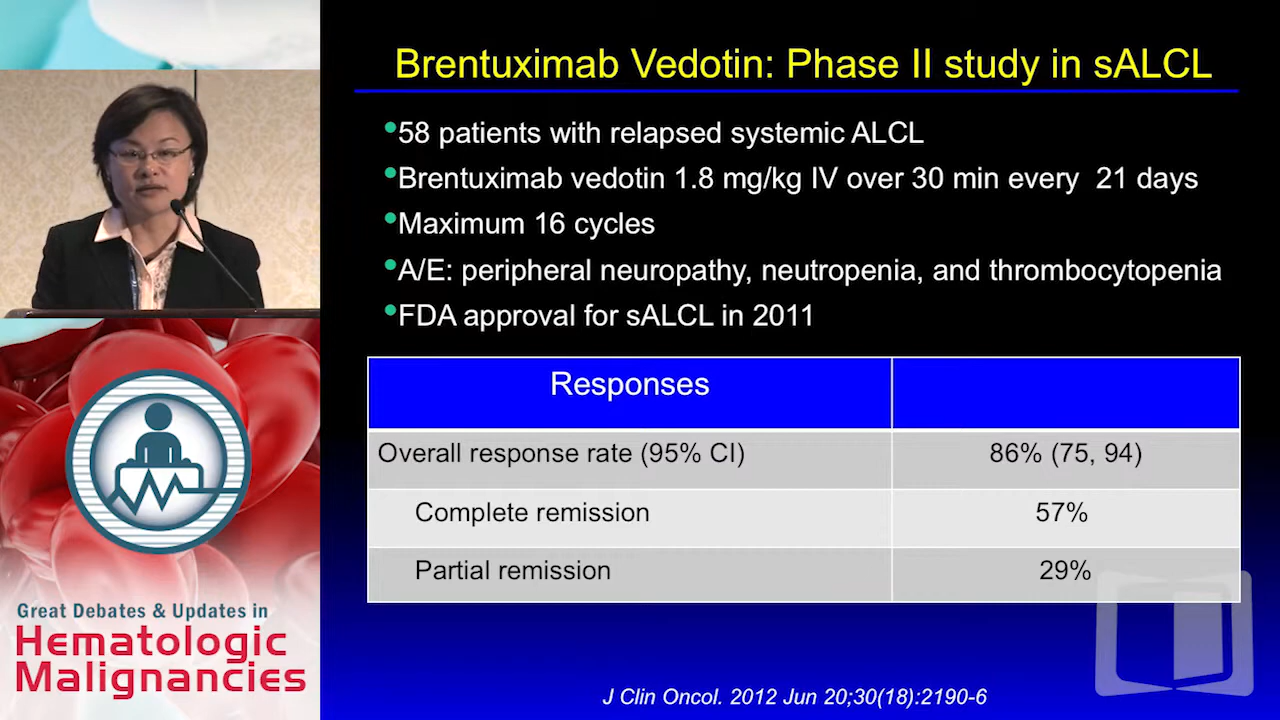 Brentuximab Vedotin: Phase II study in sALCL
•58 patients with relapsed systemic ALCL
•Brentuximab vedotin 1.8 mg/kg IV over 30 min every 21 days
•Maximum 16 cycles
•A/E: peripheral neuropathy, neutropenia, and thrombocytopenia
•FDA approval for sALCL in 2011
Responses
Overall response rate (95% CI) 86% (75, 94)
Complete remission 57%
Partial remission 29%
J Clin Oncol. 2012 Jun 20;30(18):2190-6
Great Debates & Updates in
Hematologic
Malignancies